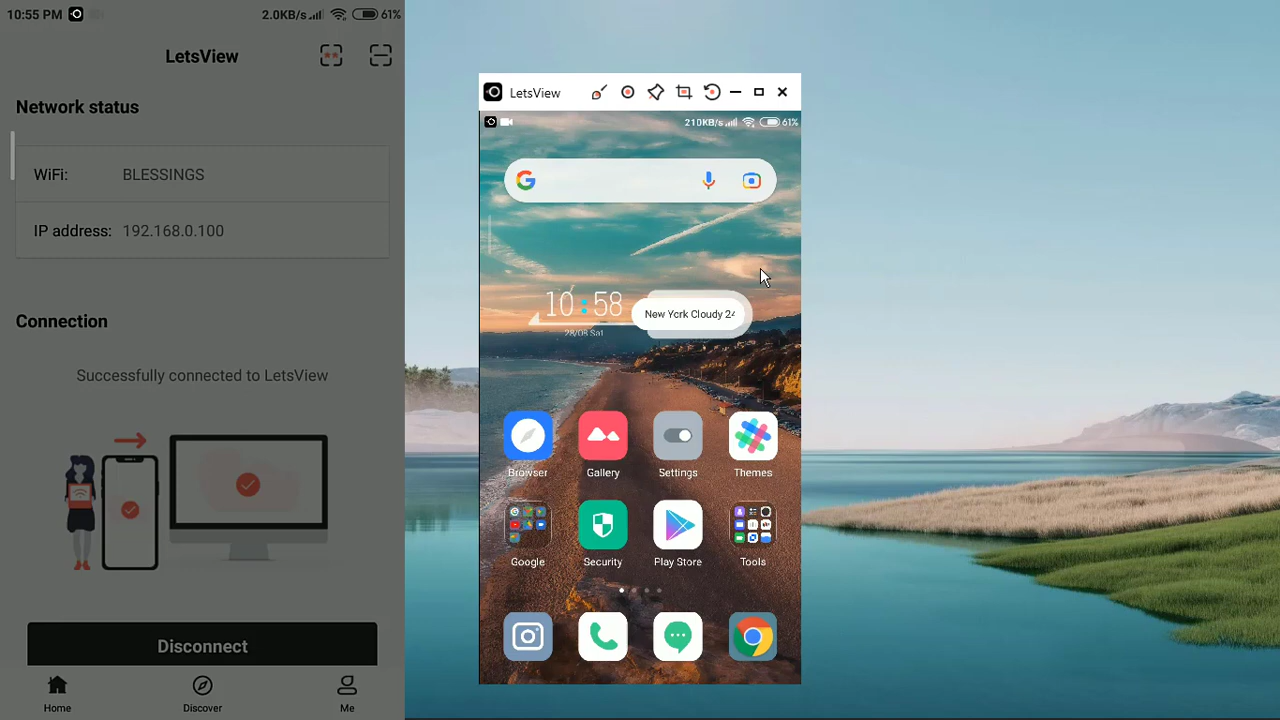 10:55 PM
2.0KB/s
61%
LetsView
Network status
WiFi: BLESSINGS
IP address: 192.168.0.100
Connection
Successfully connected to LetsView
Disconnect
Home
Discover
Me
LetsView
210KB/s
61%
10:58
28/08 Sat
New York Cloudy 24
Browser
Gallery
Settings
Themes
Google
Security
Play Store
Tools